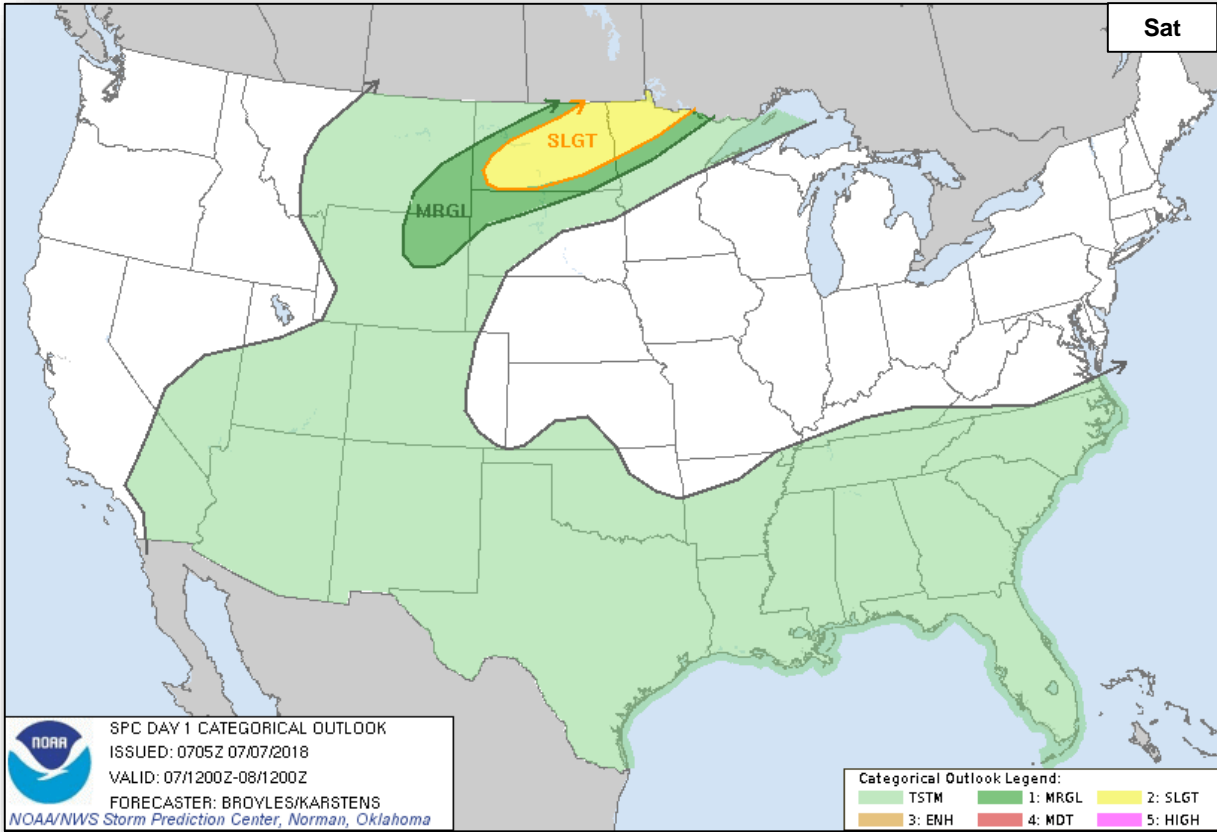 Sat
SLGT
MRGL
NOAA
SPC DAY 1 CATEGORICAL OUTLOOK
ISSUED: 0705Z 07/07/2018
VALID: 07/1200Z-08/1200Z
FORECASTER: BROYLES/KARSTENS
NOAA/NWS Storm Prediction Center, Norman, Oklahoma
Categorical Outlook Legend:
TSTM 1: MRGL 2: SLGT
3: ENH 4: MDT 5: HIGH